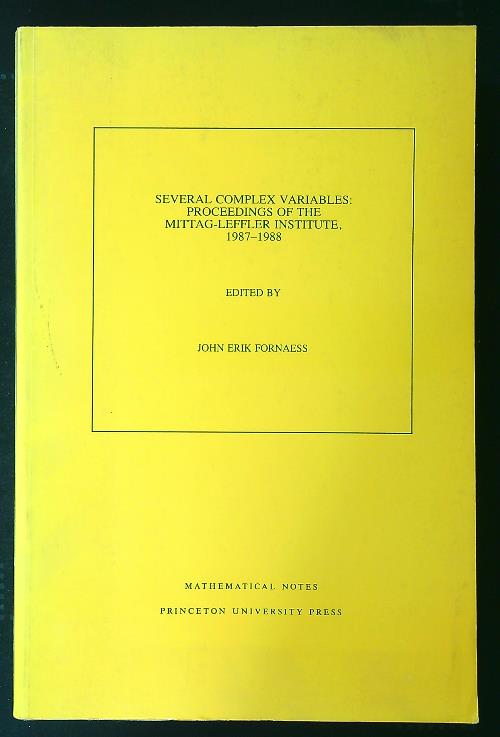 SEVERAL COMPLEX VARIABLES:
PROCEEDINGS OF THE
MITTAG-LEFFLER INSTITUTE,
1987–1988
EDITED BY
JOHN ERIK FORNAESS
MATHEMATICAL NOTES
PRINCETON UNIVERSITY PRESS